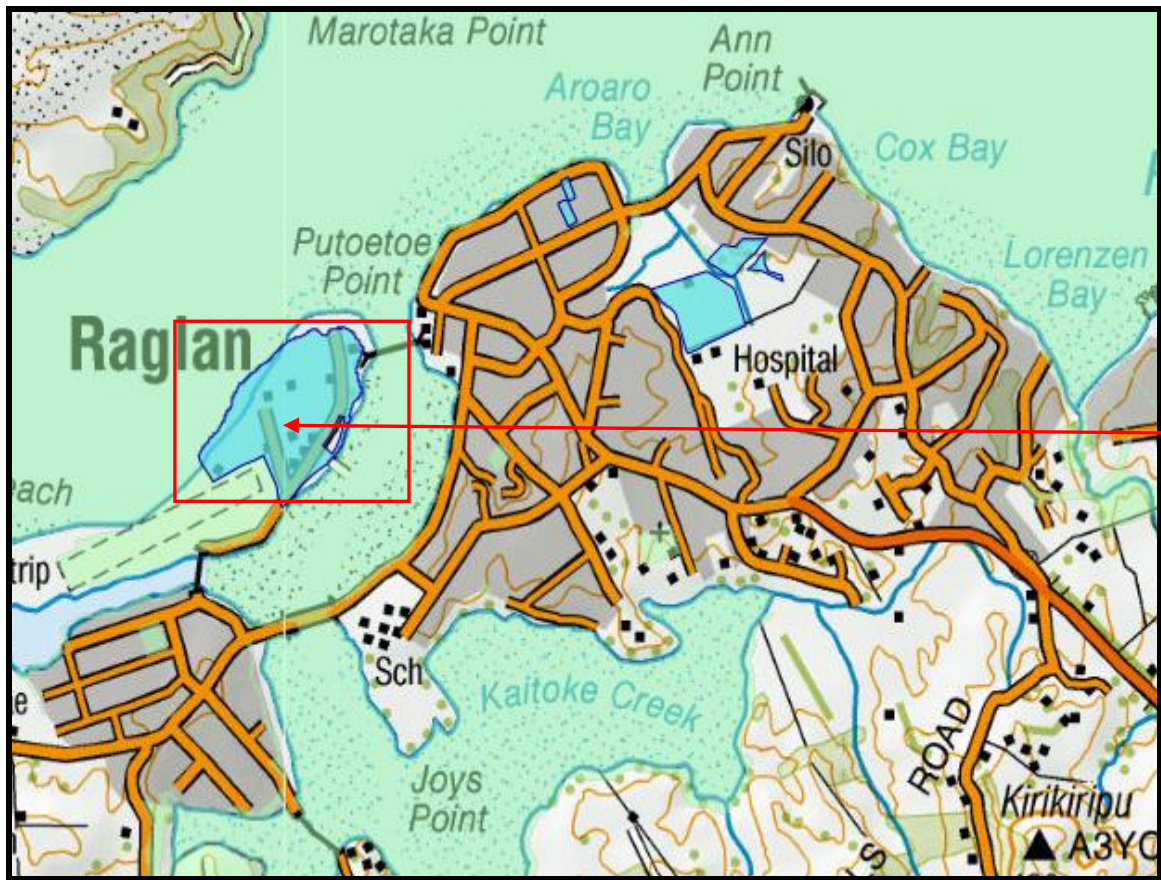 Marotaka Point
Ann
Point
Aroaro
Bay
Silo
Cox Bay
Putoetoe
Point
Lorenzen
Bay
Raglan
Hospital
each
trip
Sch
Kaitoke Creek
e
Joys
Point
ROAD
S
Kirikiripu
A3YC